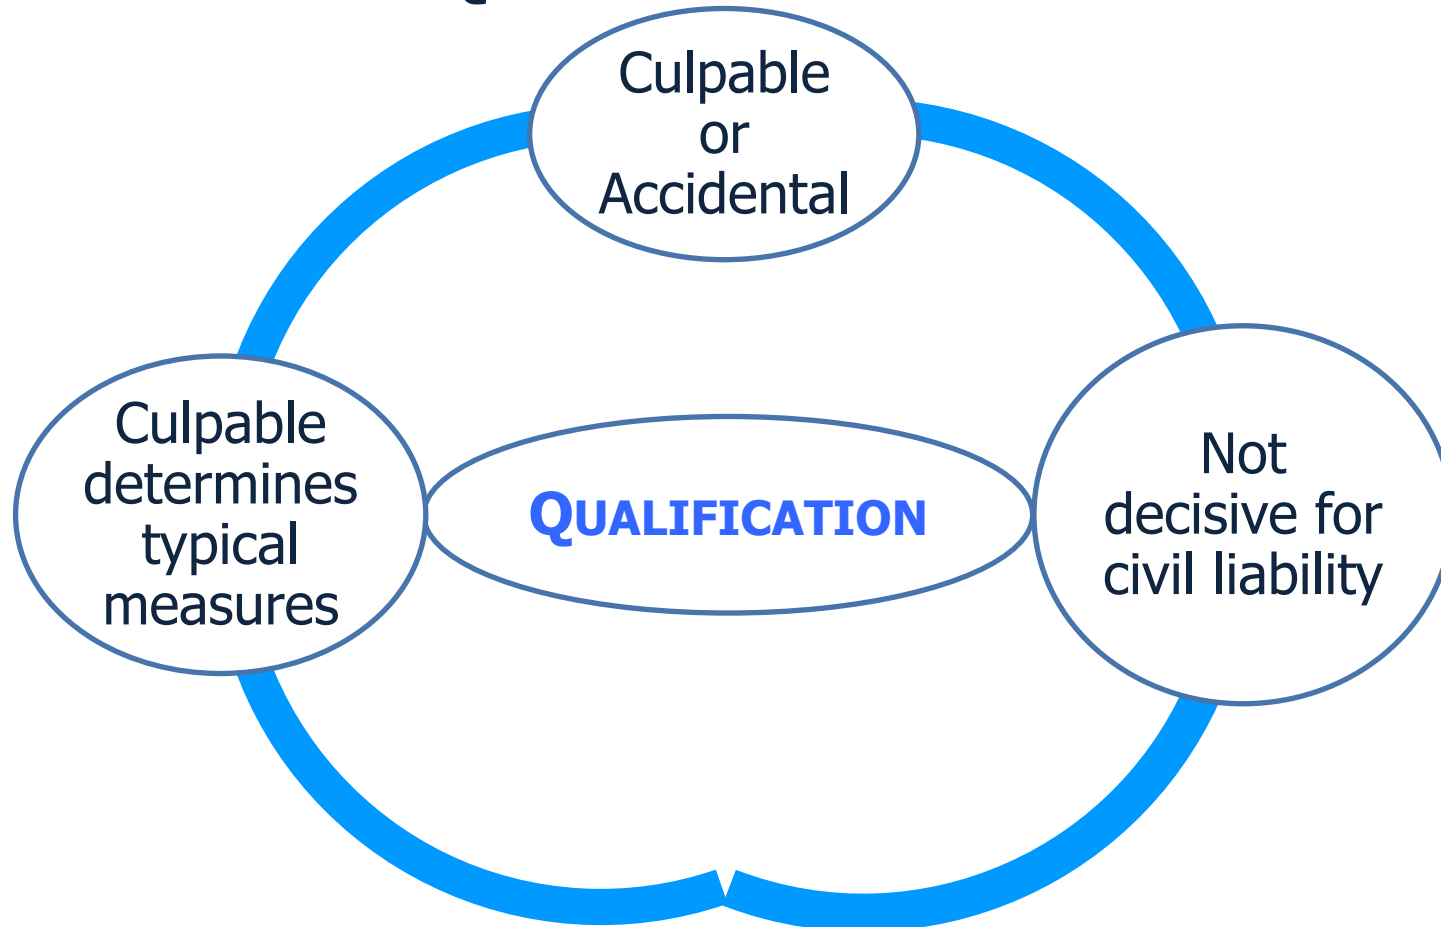 Culpable
or
Accidental
Culpable
determines
typical
measures
QUALIFICATION
Not
decisive for
civil liability